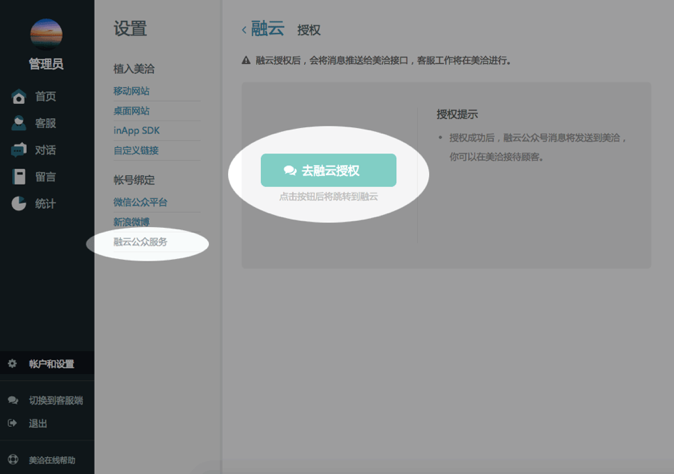 管理员
首页
客服
对话
留言
统计
帐户和设置
切换到客服端
退出
美洽在线帮助
设置
植入美洽
移动网站
桌面网站
inApp SDK
自定义链接
帐号绑定
微信公众平台
新浪微博
融云公众服务
‹ 融云 授权
融云授权后，会将消息推送给美洽接口，客服工作将在美洽进行。
去融云授权
点击按钮后将跳转到融云
授权提示
• 授权成功后，融云公众号消息将发送到美洽，
你可以在美洽接待顾客。